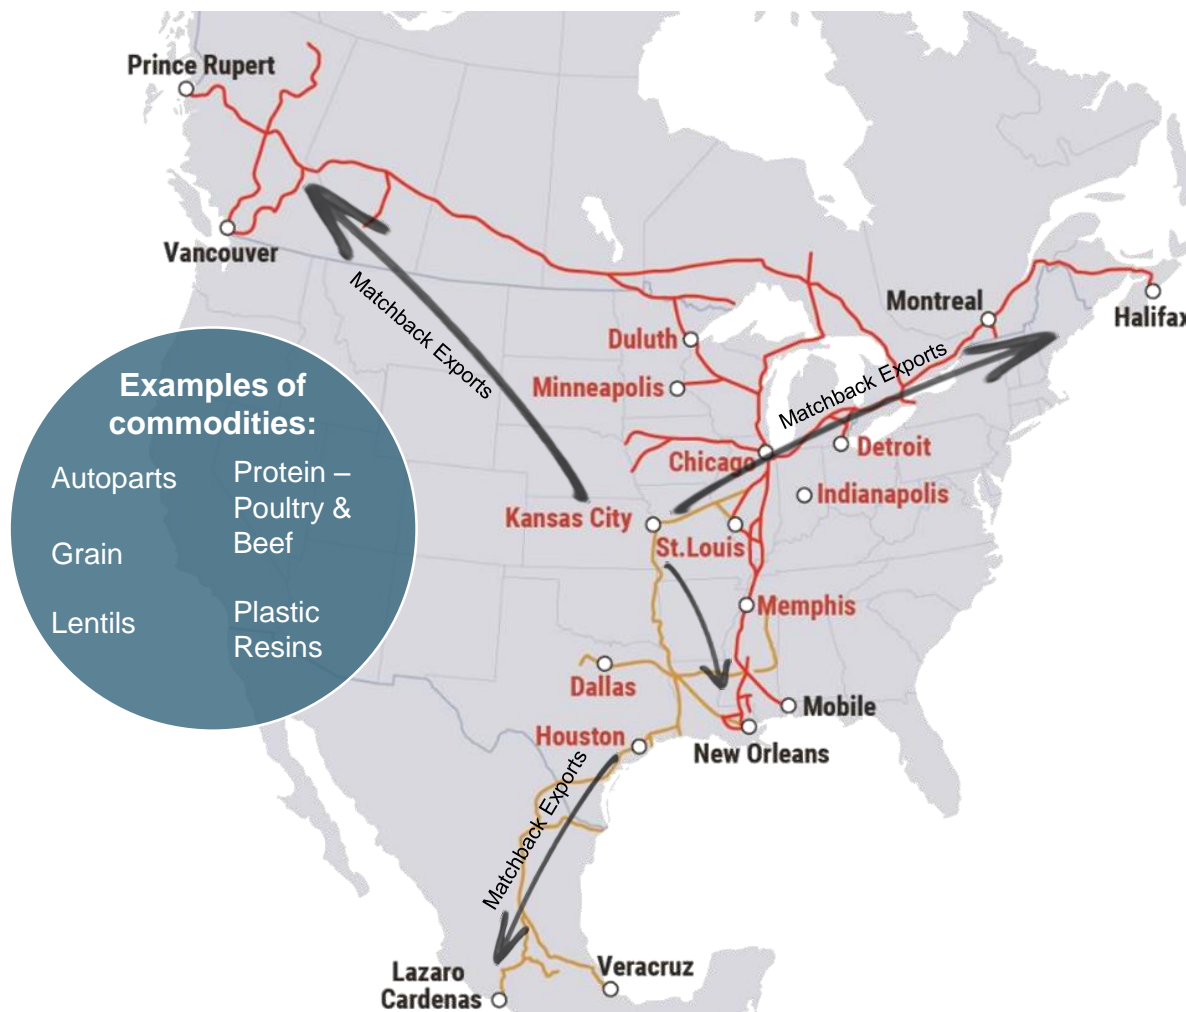 Prince Rupert
Vancouver
Matchback Exports
Montreal
Halifax
Duluth
Minneapolis
Matchback Exports
Chicago
Detroit
Indianapolis
Kansas City
St.Louis
Memphis
Dallas
Mobile
Houston
New Orleans
Matchback Exports
Lazaro
Cardenas
Veracruz
Examples of
commodities:
Autoparts
Grain
Lentils
Protein –
Poultry &
Beef
Plastic
Resins